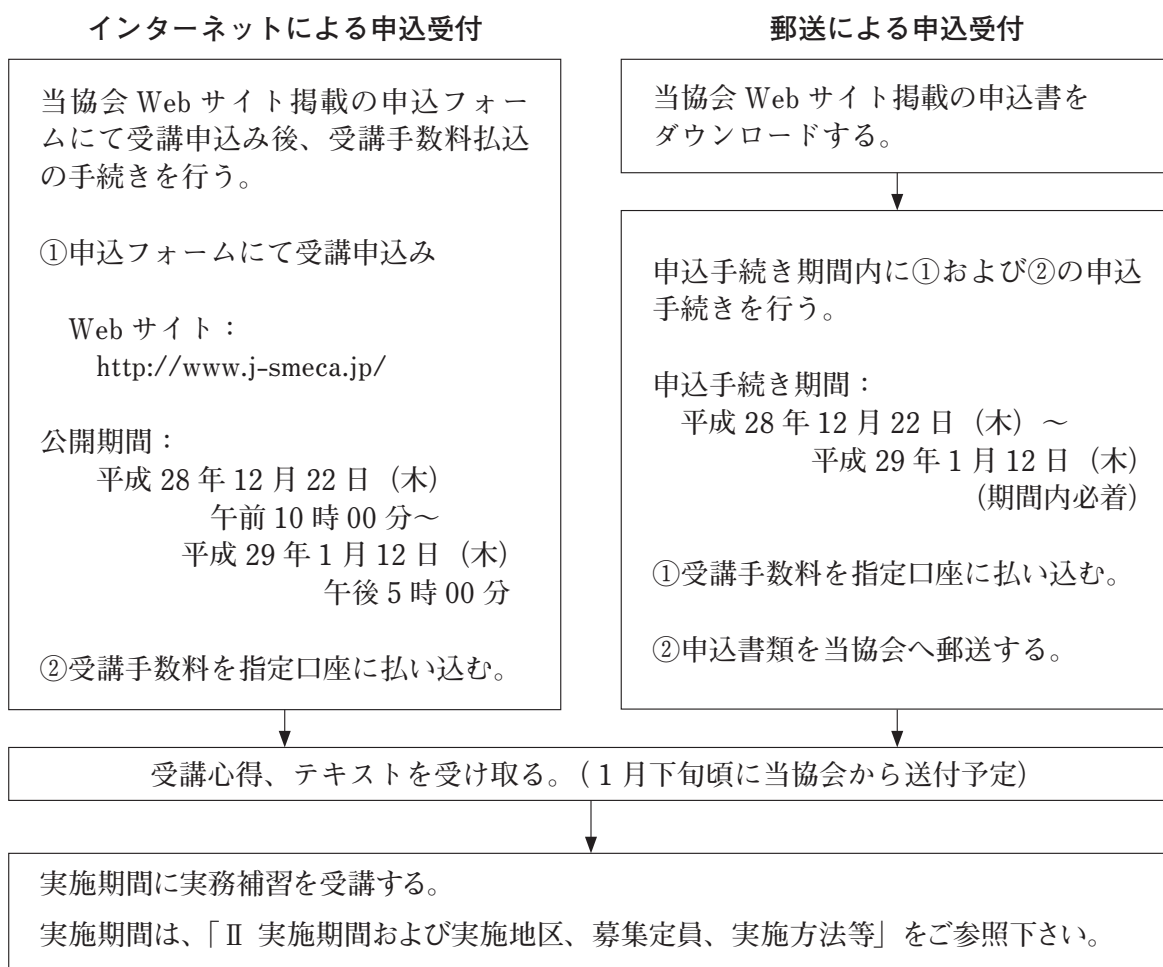 インターネットによる申込受付
当協会 Web サイト掲載の申込フォー
ムにて受講申込み後、受講手数料払込
の手続きを行う。
①申込フォームにて受講申込み
Web サイト：
http://www.j-smeca.jp/
公開期間：
平成 28 年 12 月 22 日（木）
午前 10 時 00 分～
平成 29 年 1 月 12 日（木）
午後 5 時 00 分
②受講手数料を指定口座に払い込む。
郵送による申込受付
当協会 Web サイト掲載の申込書を
ダウンロードする。
申込手続き期間内に①および②の申込
手続きを行う。
申込手続き期間：
平成 28 年 12 月 22 日（木）～
平成 29 年 1 月 12 日（木）
（期間内必着）
①受講手数料を指定口座に払い込む。
②申込書類を当協会へ郵送する。
受講心得、テキストを受け取る。（１月下旬頃に当協会から送付予定）
実施期間に実務補習を受講する。
実施期間は、「Ⅱ 実施期間および実施地区、募集定員、実施方法等」をご参照下さい。